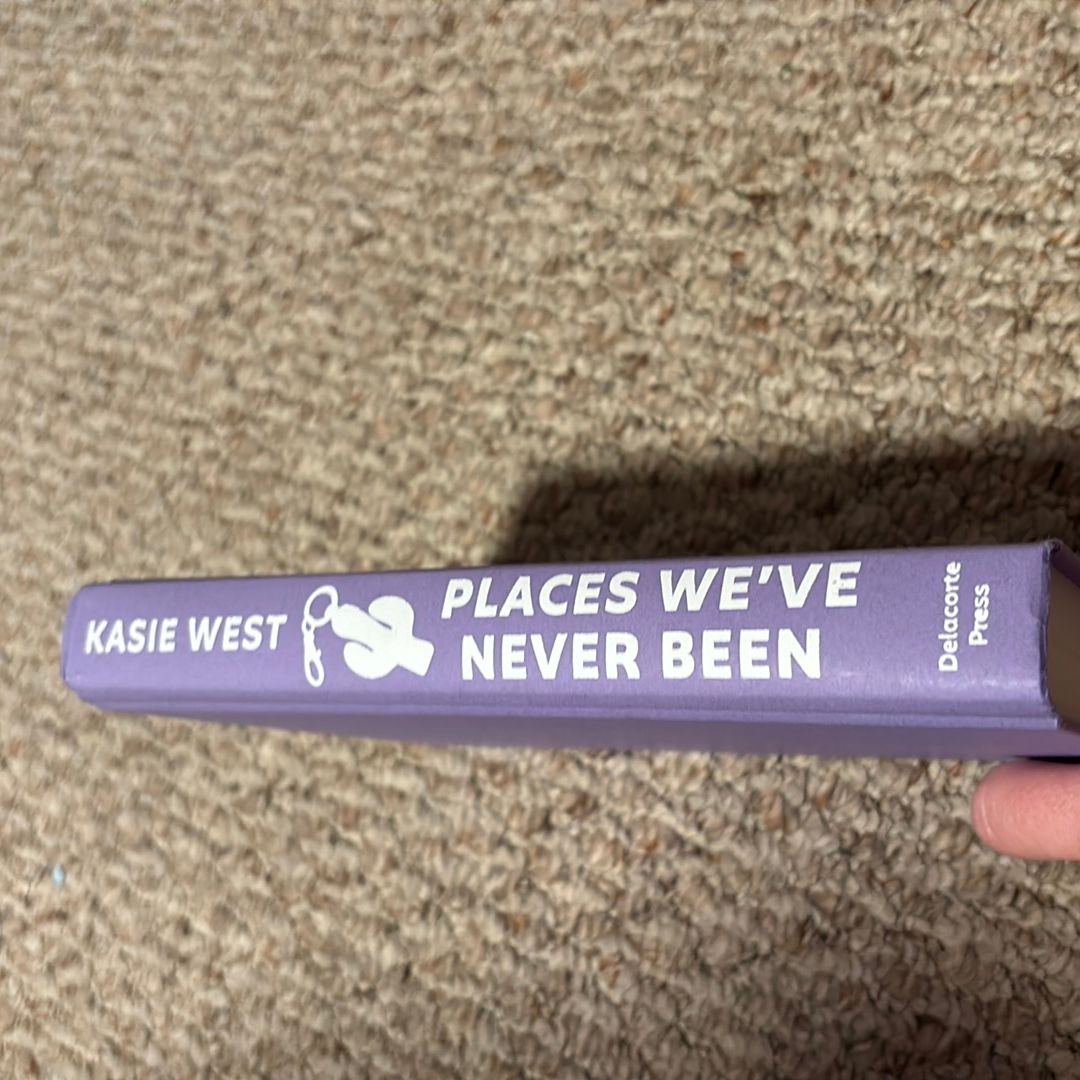 KASIE WEST
PLACES WE'VE
NEVER BEEN
Delacorte
Press